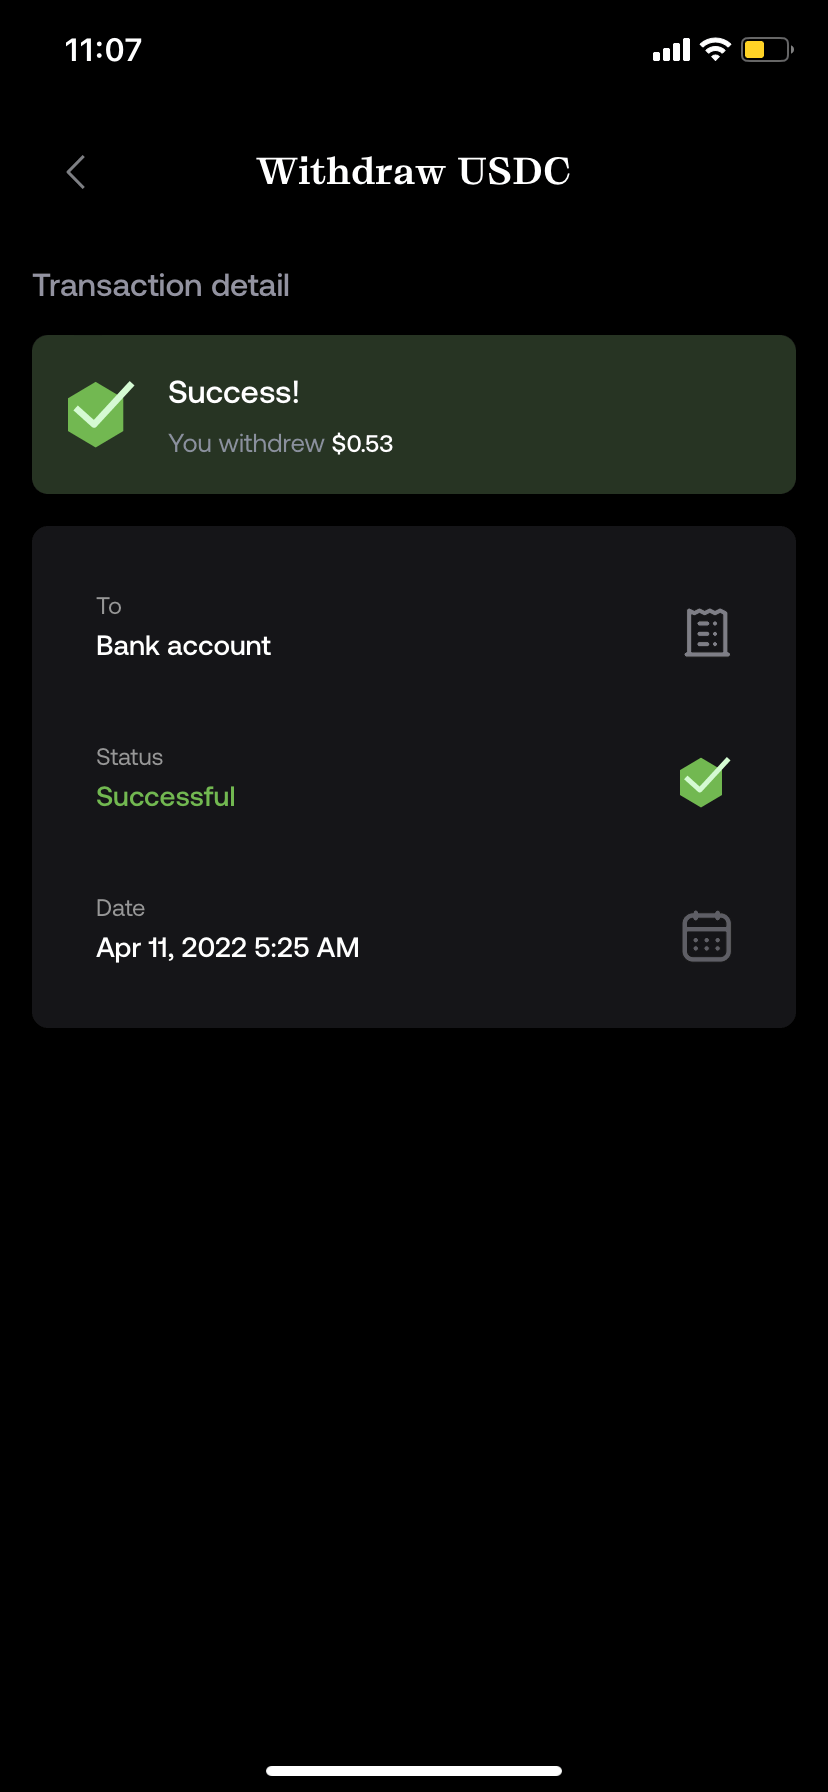 11:07
Withdraw USDC
Transaction detail
Success!
You withdrew $0.53
To
Bank account
Status
Successful
Date
Apr 11, 2022 5:25 AM